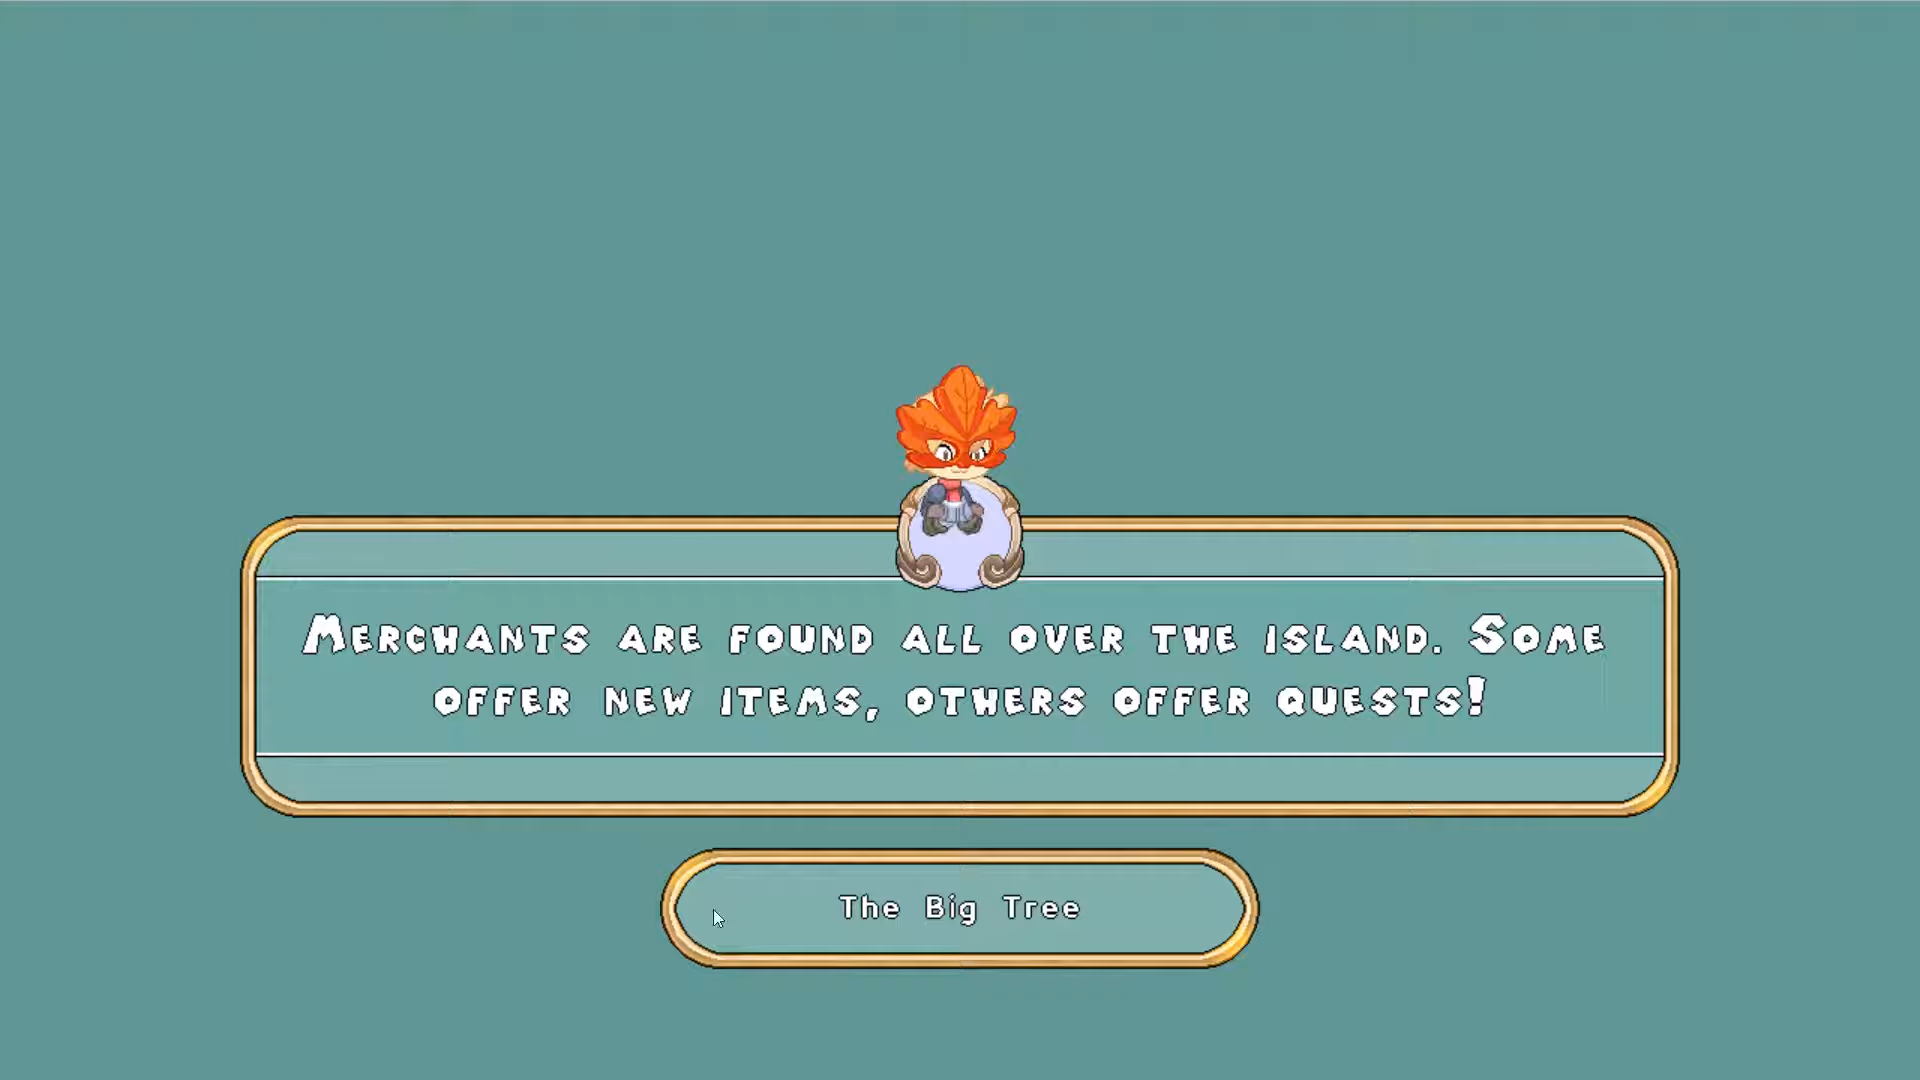 Merchants are found all over the island. Some
offer new items, others offer quests!
The Big Tree